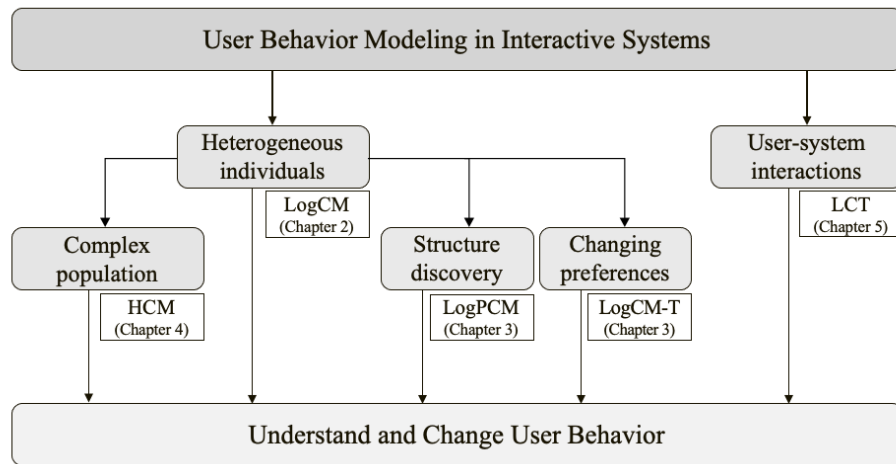 User Behavior Modeling in Interactive Systems
Heterogeneous
individuals
User-system
interactions
LogCM
(Chapter 2)
LCT
(Chapter 5)
Complex
population
Structure
discovery
Changing
preferences
HCM
(Chapter 4)
LogPCM
(Chapter 3)
LogCM-T
(Chapter 3)
Understand and Change User Behavior